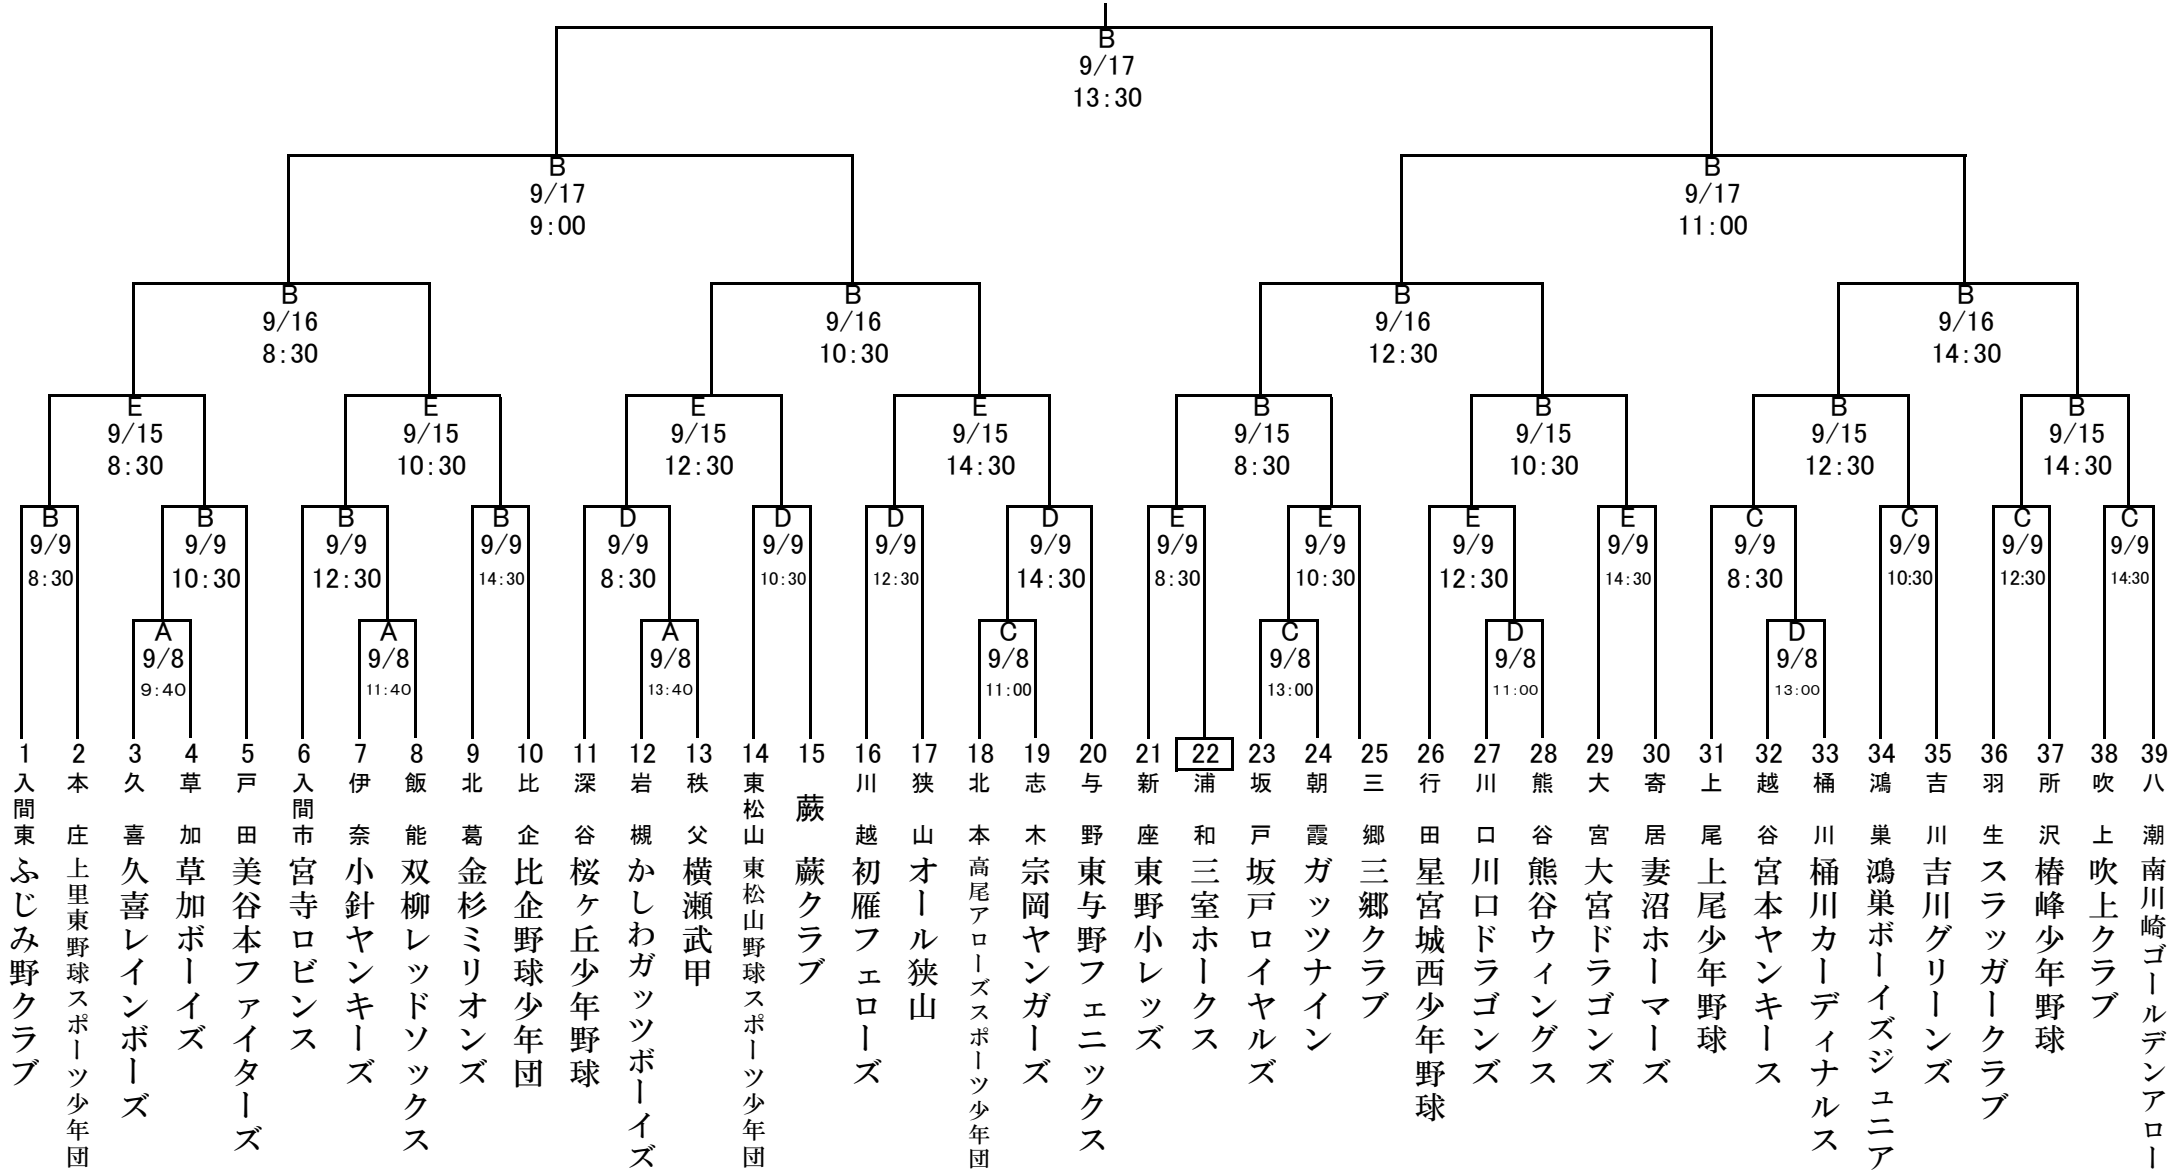 B
9/17
13:30
B
9/17
9:00
B
9/17
11:00
B
9/16
8:30
B
9/16
10:30
B
9/16
12:30
B
9/16
14:30
E
9/15
8:30
E
9/15
10:30
E
9/15
12:30
E
9/15
14:30
B
9/15
8:30
B
9/15
10:30
B
9/15
12:30
B
9/15
14:30
B
9/9
8:30
B
9/9
10:30
B
9/9
12:30
B
9/9
14:30
D
9/9
8:30
D
9/9
10:30
D
9/9
12:30
D
9/9
14:30
E
9/9
8:30
E
9/9
10:30
E
9/9
12:30
E
9/9
14:30
C
9/9
8:30
C
9/9
10:30
C
9/9
12:30
C
9/9
14:30
A
9/8
9:40
A
9/8
11:40
A
9/8
13:40
C
9/8
11:00
C
9/8
13:00
D
9/8
11:00
D
9/8
13:00
1 入間東 ふじみ野クラブ
2 本庄 上里東野球スポーツ少年団
3 久喜 久喜レインボーズ
4 草加 草加ボーイズ
5 戸田 美谷本ファイターズ
6 入間市 宮寺ロビンス
7 伊奈 小針ヤンキーズ
8 飯能 双柳レッドソックス
9 北葛 金杉ミリオンズ
10 比企 比企野球少年団
11 深谷 桜ヶ丘少年野球
12 岩槻 かしわガッツボーイズ
13 秩父 横瀬武甲
14 東松山 東松山野球スポーツ少年団
15 蕨 蕨クラブ
16 川越 初雁フェローズ
17 狭山 オール狭山
18 北本 高尾アローズスポーツ少年団
19 志木 宗岡ヤンガーズ
20 与野 東与野フェニックス
21 新座 東野小レッズ
22 浦和 三室ホークス
23 坂戸 坂戸ロイヤルズ
24 朝霞 ガッツナイン
25 三郷 三郷クラブ
26 行田 星宮城西少年野球
27 川口 川口ドラゴンズ
28 熊谷 熊谷ウィングス
29 大宮 大宮ドラゴンズ
30 寄居 妻沼ホーマーズ
31 上尾 上尾少年野球
32 越谷 宮本ヤンキース
33 桶川 桶川カーディナルス
34 鴻巣 鴻巣ボーイズジュニア
35 吉川 吉川グリーンズ
36 羽生 スラッガークラブ
37 所沢 椿峰少年野球
38 吹上 吹上クラブ
39 八潮 南川崎ゴールデンアロー